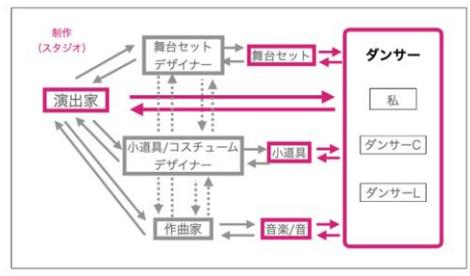 制作
(スタジオ)
舞台セット
デザイナー
舞台セット
ダンサー
演出家
私
小道具/コスチューム
デザイナー
小道具
ダンサーC
ダンサーL
作曲家
音楽/音